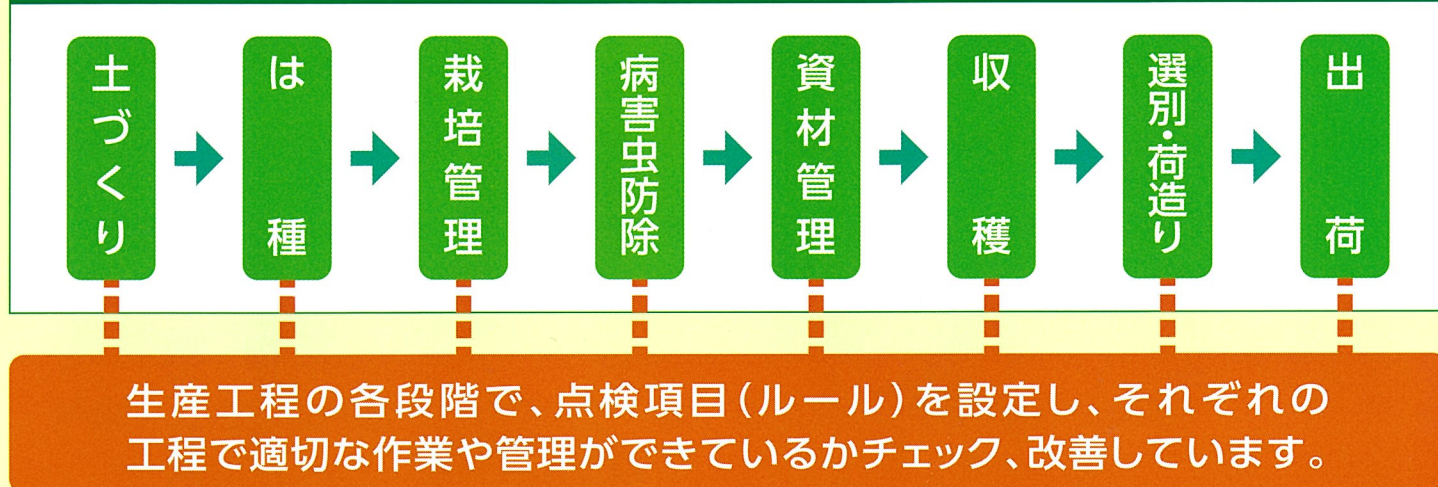 土づくり
は種
栽培管理
病害虫防除
資材管理
収穫
選別・荷造り
出荷
生産工程の各段階で、点検項目(ルール)を設定し、それぞれの
工程で適切な作業や管理ができているかチェック、改善しています。